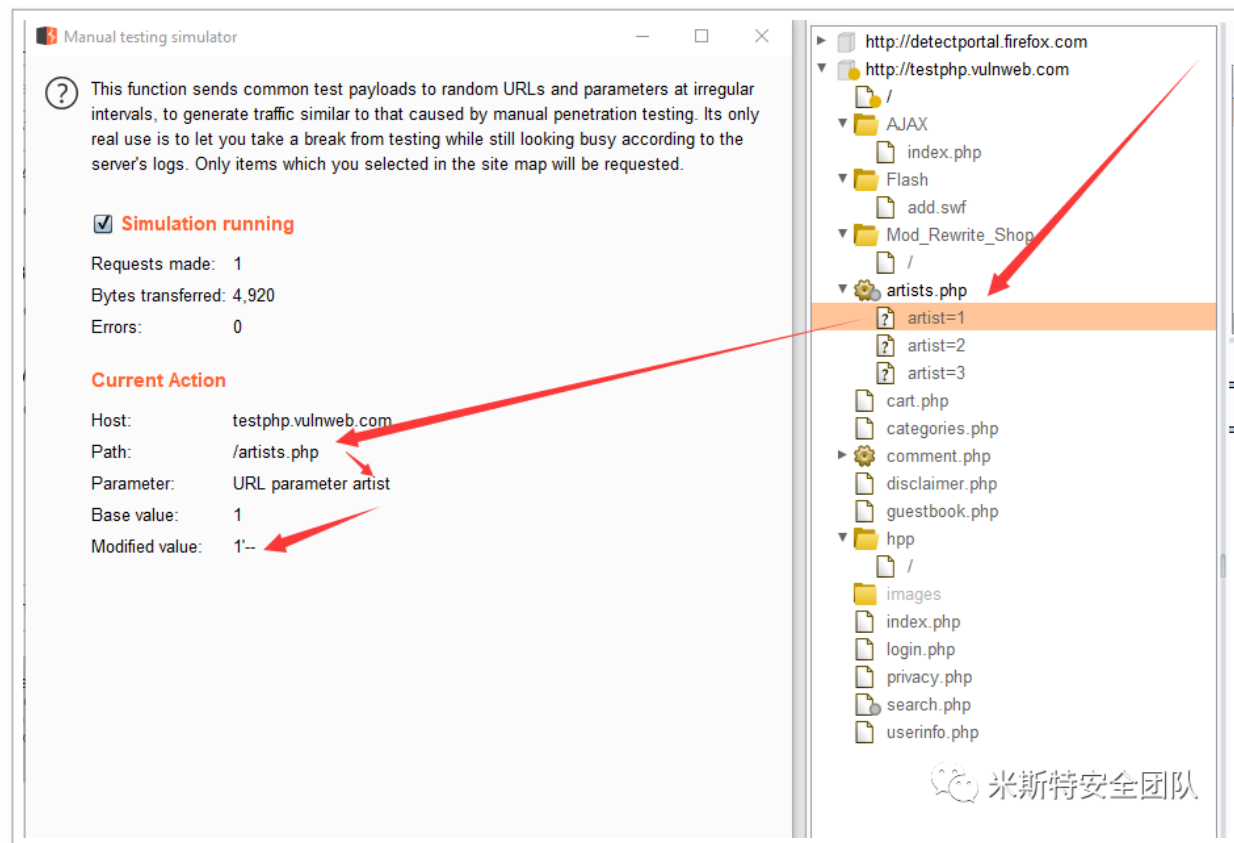 Manual testing simulator
This function sends common test payloads to random URLs and parameters at irregular
intervals, to generate traffic similar to that caused by manual penetration testing. Its only
real use is to let you take a break from testing while still looking busy according to the
server's logs. Only items which you selected in the site map will be requested.
Simulation running
Requests made: 1
Bytes transferred: 4,920
Errors: 0
Current Action
Host: testphp.vulnweb.com
Path: /artists.php
Parameter: URL parameter artist
Base value: 1
Modified value: 1'--
http://detectportal.firefox.com
http://testphp.vulnweb.com
/
AJAX
index.php
Flash
add.swf
Mod_Rewrite_Shop
/
artists.php
artist=1
artist=2
artist=3
cart.php
categories.php
comment.php
disclaimer.php
guestbook.php
hpp
/
images
index.php
login.php
privacy.php
search.php
userinfo.php
米斯特安全团队